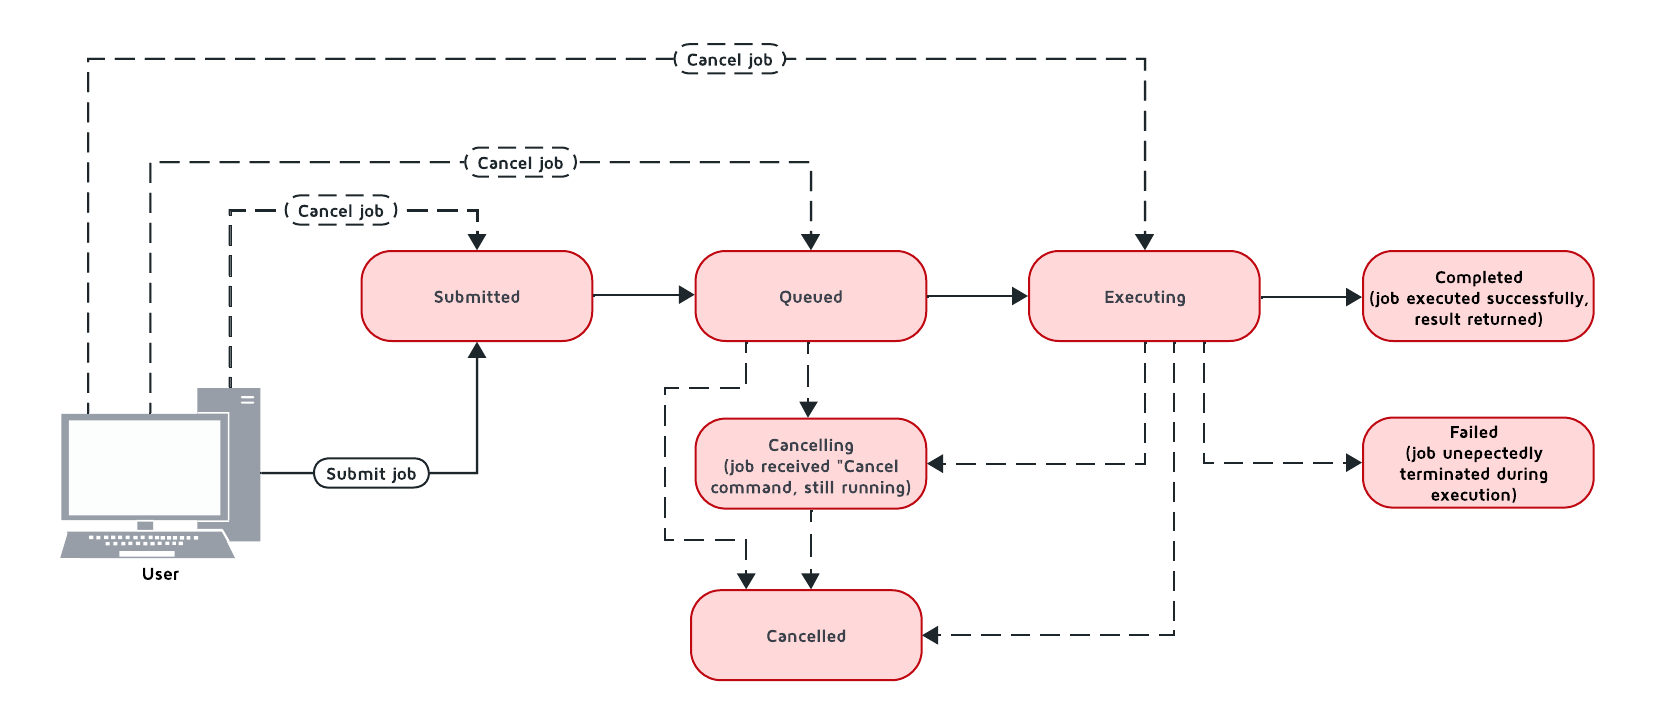 Cancel job
Cancel job
Cancel job
Submitted
Queued
Executing
Completed
(job executed successfully,
result returned)
Cancelling
(job received "Cancel
command, still running)
Failed
(job unepectedly
terminated during
execution)
Submit job
User
Cancelled